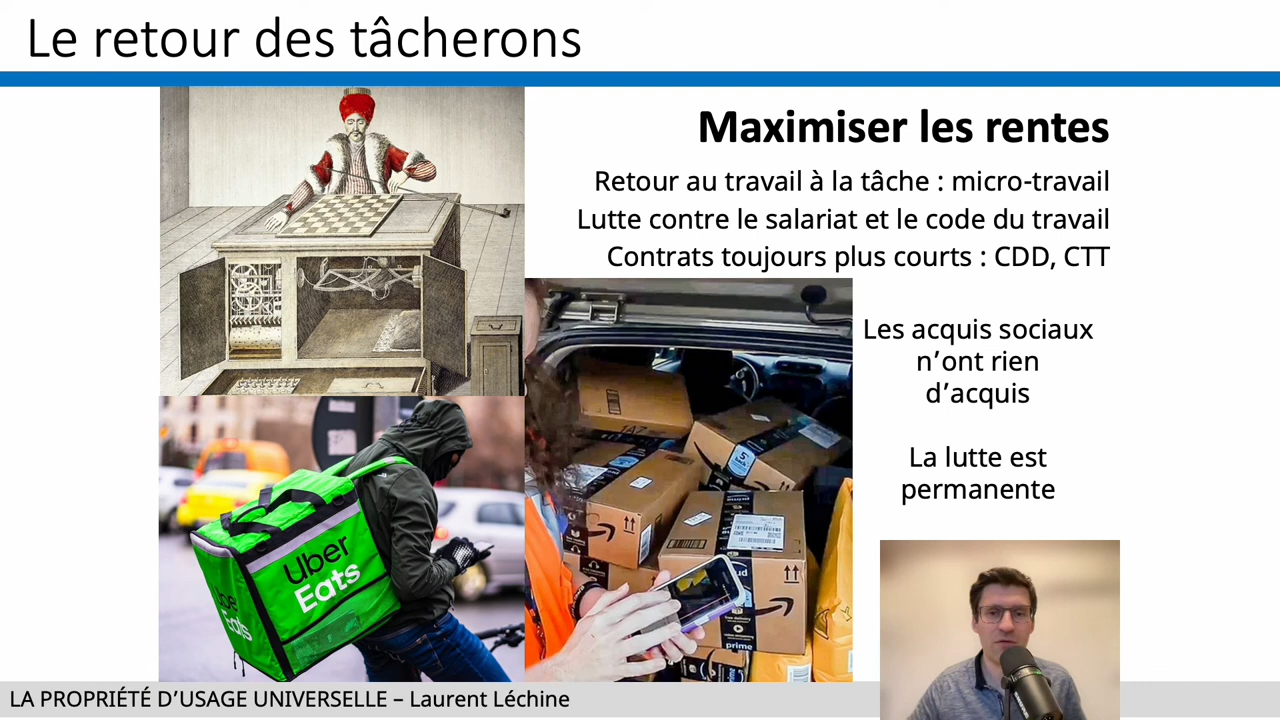 Le retour des tâcherons
Maximiser les rentes
Retour au travail à la tâche : micro-travail
Lutte contre le salariat et le code du travail
Contrats toujours plus courts : CDD, CTT
Les acquis sociaux
n’ont rien
d’acquis
La lutte est
permanente
Uber
Eats
prime
LA PROPRIÉTÉ D’USAGE UNIVERSELLE – Laurent Léchine